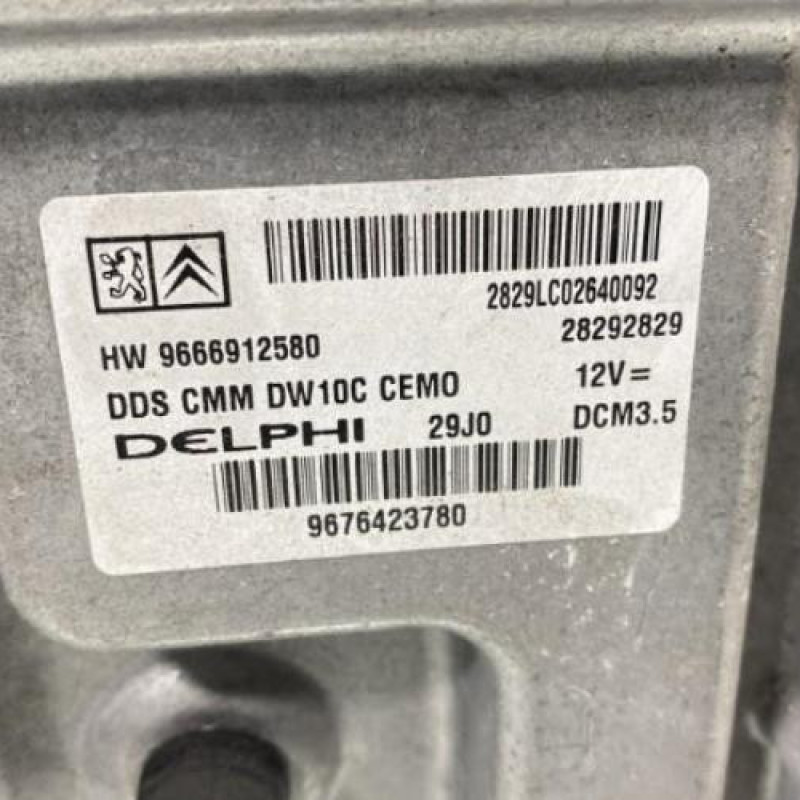 2829LC02640092
28292829
HW 9666912580
DDS CMM DW10C CEMO 12V =
DELPHI 29J0 DCM3.5
9676423780